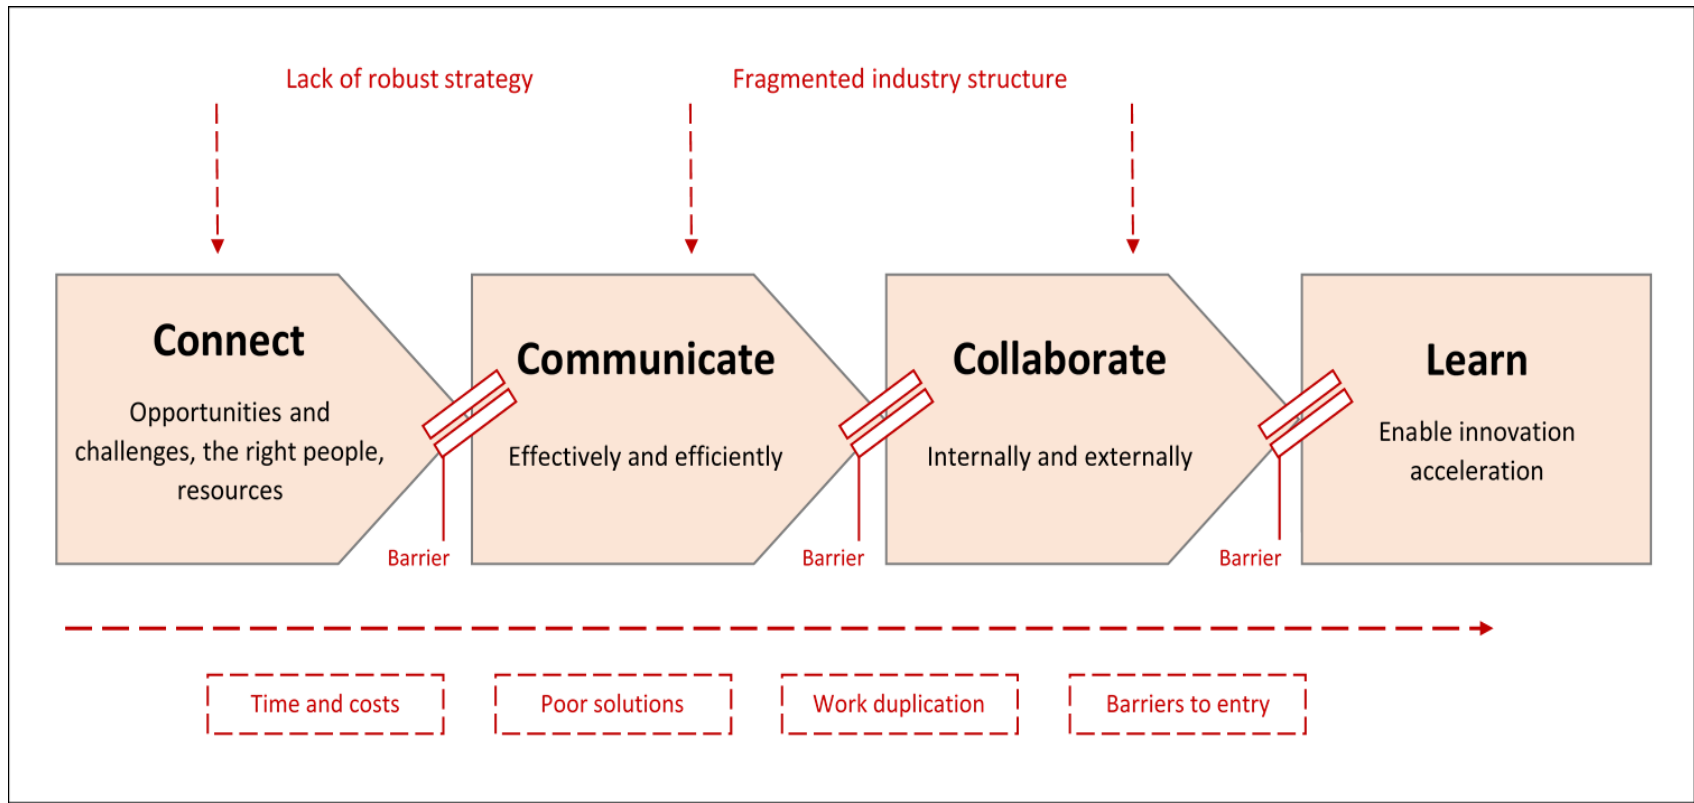 Lack of robust strategy
Fragmented industry structure
Connect
Opportunities and
challenges, the right people,
resources
Communicate
Effectively and efficiently
Collaborate
Internally and externally
Learn
Enable innovation
acceleration
Barrier
Barrier
Barrier
Time and costs
Poor solutions
Work duplication
Barriers to entry